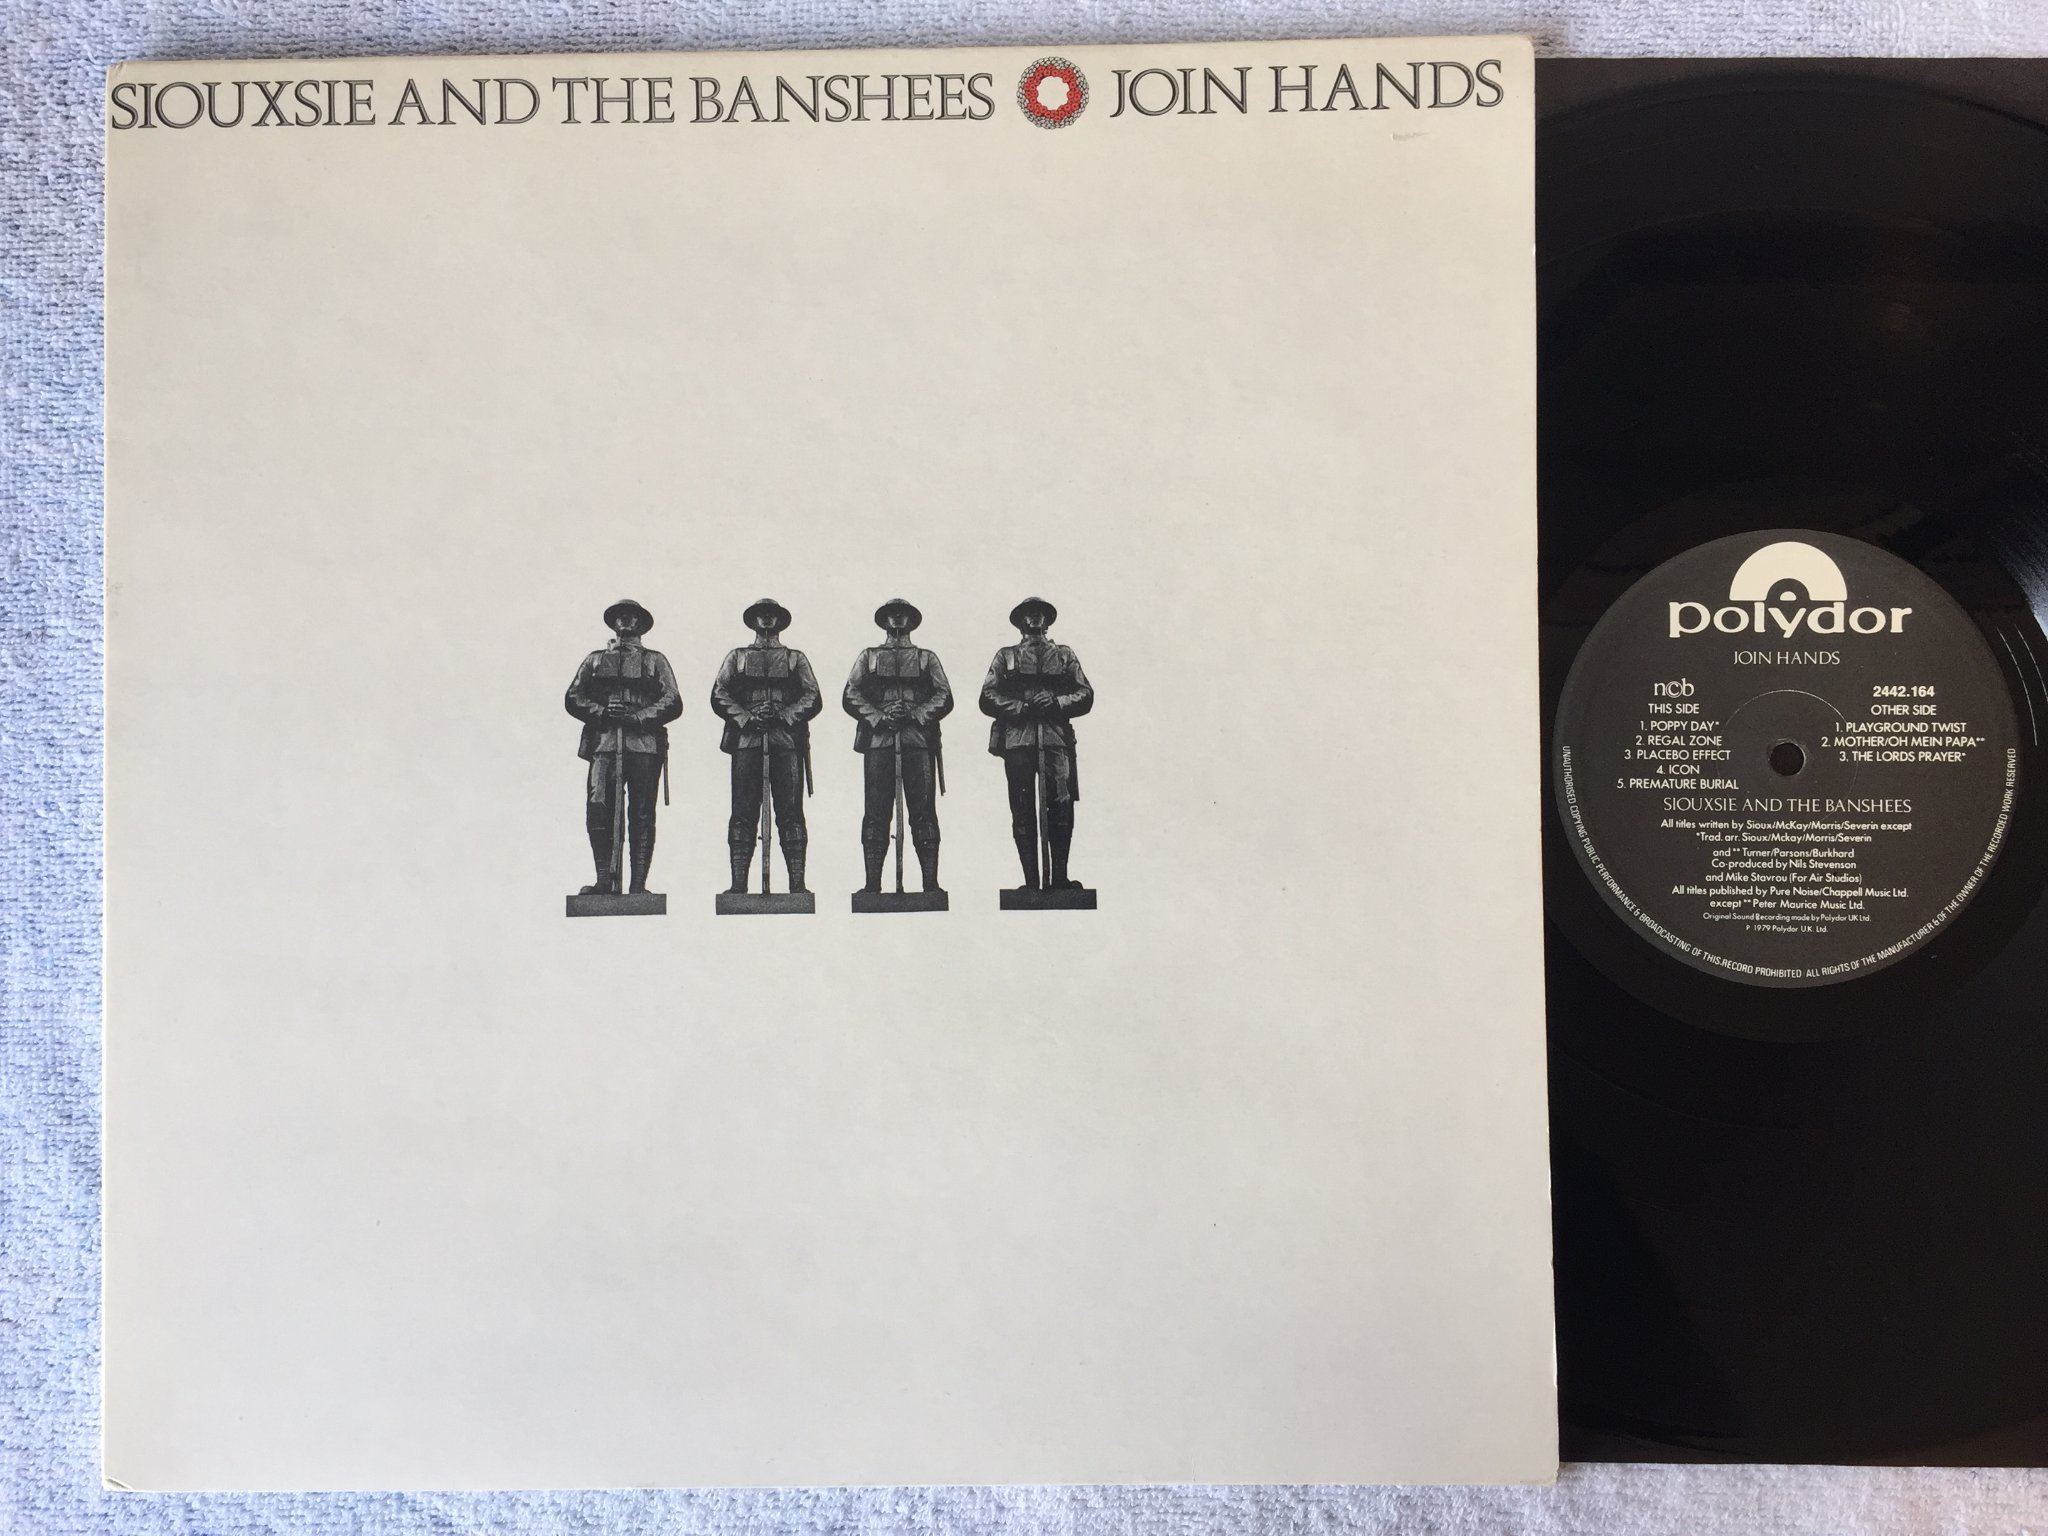 SIOUXSIE AND THE BANSHEES JOIN HANDS
polydor
JOIN HANDS
ncb
THIS SIDE
1. POPPY DAY*
2. REGAL ZONE
3. PLACEBO EFFECT
4. ICON
5. PREMATURE BURIAL
2442.164
OTHER SIDE
1. PLAYGROUND TWIST
2. MOTHER/OH MEIN PAPA**
3. THE LORDS PRAYER*
SIOUXSIE AND THE BANSHEES
All titles written by Sioux/McKay/Morris/Severin except
*Trad. arr. Sioux/Mckay/Morris/Severin
and ** Turner/Parsons/Burkhard
Co-produced by Nils Stevenson
and Mike Stavrou (For Air Studios)
All titles published by Pure Noise/Chappell Music Ltd.
except ** Peter Maurice Music Ltd.
Original Sound Recording made by Polydor UK Ltd.
P 1979 Polydor U.K. Ltd.
UNAUTHORISED COPYING PUBLIC PERFORMANCE & BROADCASTING OF THIS RECORD PROHIBITED · ALL RIGHTS OF THE MANUFACTURER & OF THE OWNER OF THE RECORDED WORK RESERVED